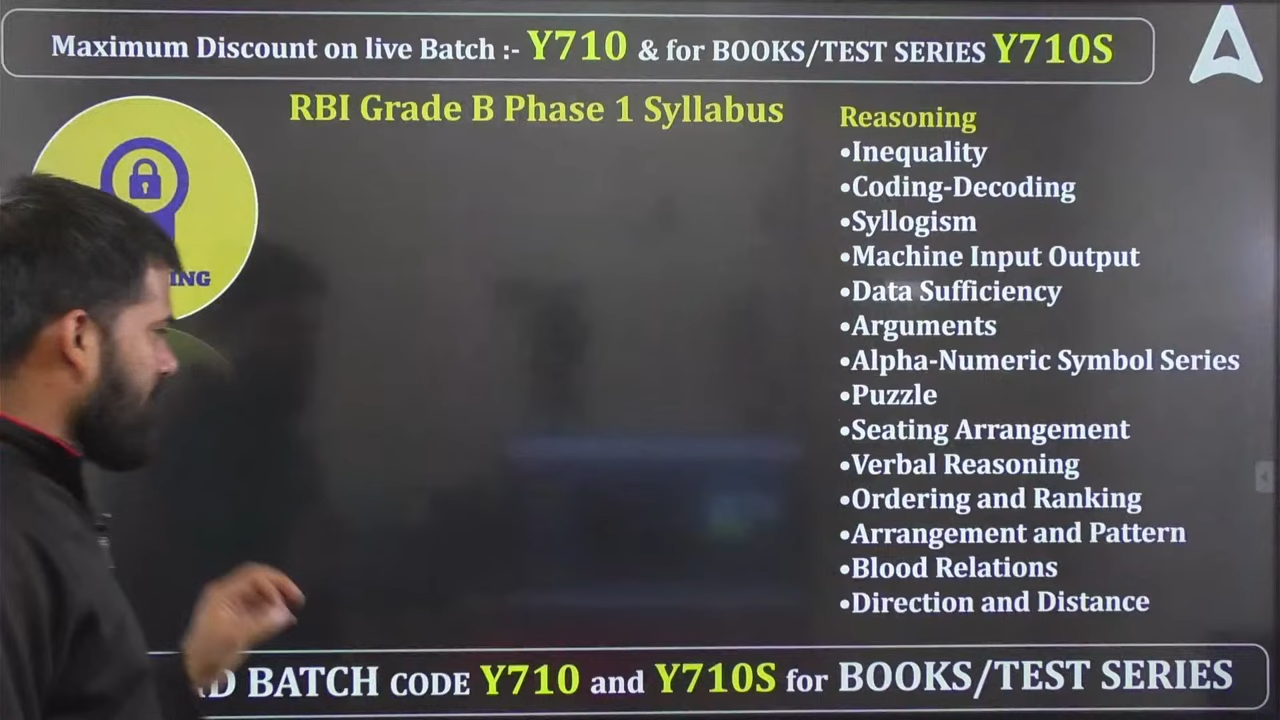 Maximum Discount on live Batch :- Y710 & for BOOKS/TEST SERIES Y710S
RBI Grade B Phase 1 Syllabus
ING
Reasoning
•Inequality
•Coding-Decoding
•Syllogism
•Machine Input Output
•Data Sufficiency
•Arguments
•Alpha-Numeric Symbol Series
•Puzzle
•Seating Arrangement
•Verbal Reasoning
•Ordering and Ranking
•Arrangement and Pattern
•Blood Relations
•Direction and Distance
BATCH CODE Y710 and Y710S for BOOKS/TEST SERIES